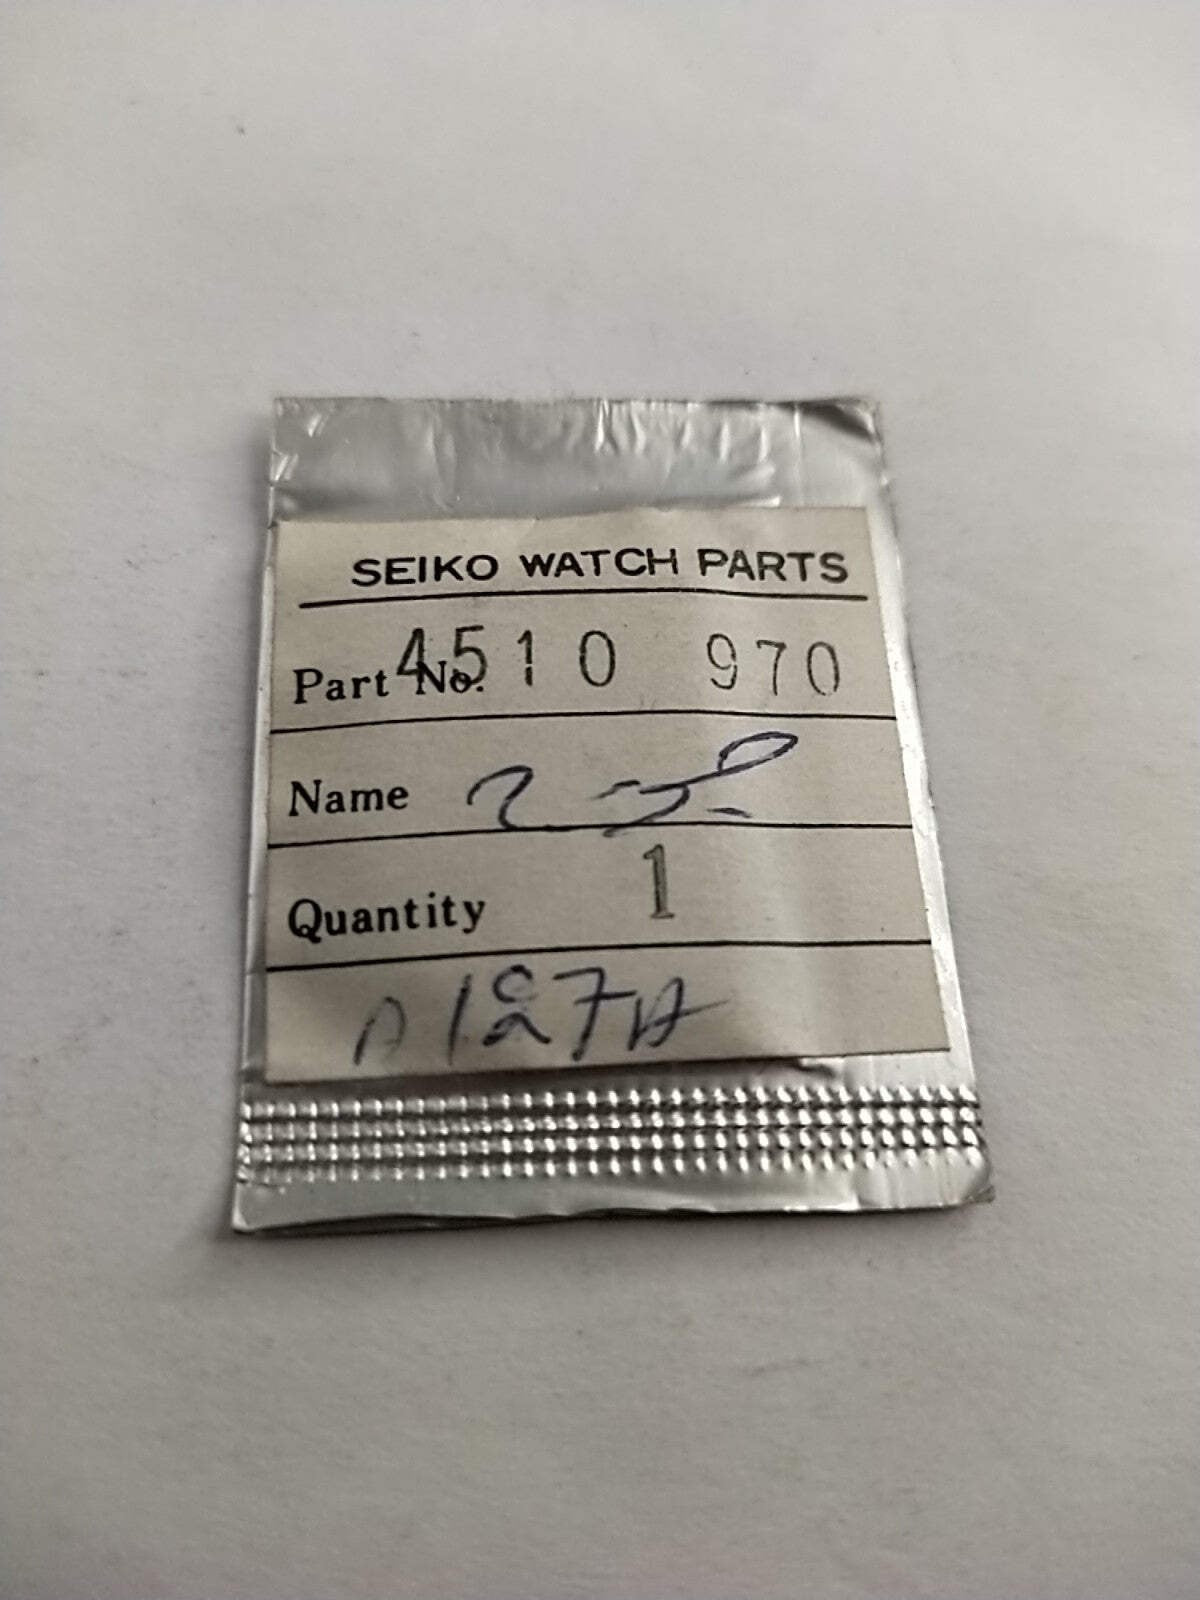 SEIKO WATCH PARTS
Part No. 4510 970
Name
Quantity 1